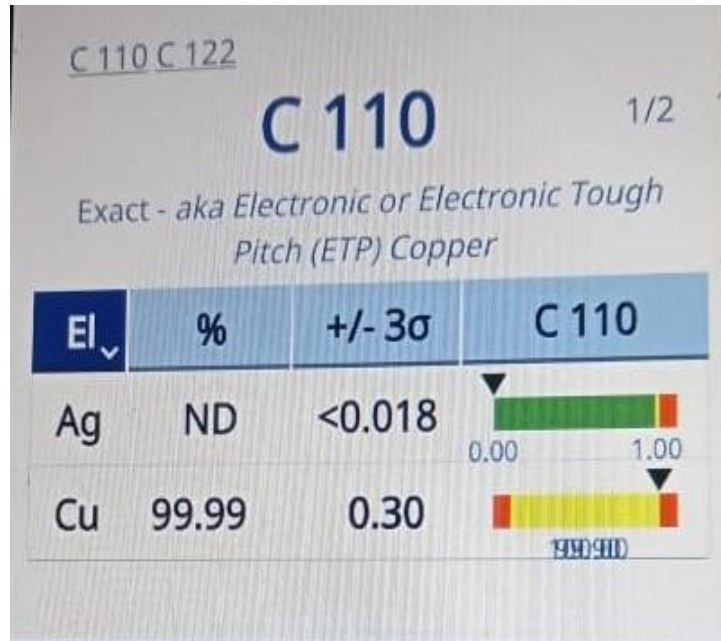 C 110 C 122
C 110
1/2
Exact - aka Electronic or Electronic Tough
Pitch (ETP) Copper
El % +/- 3σ C 110
Ag ND <0.018
0.00 1.00
Cu 99.99 0.30